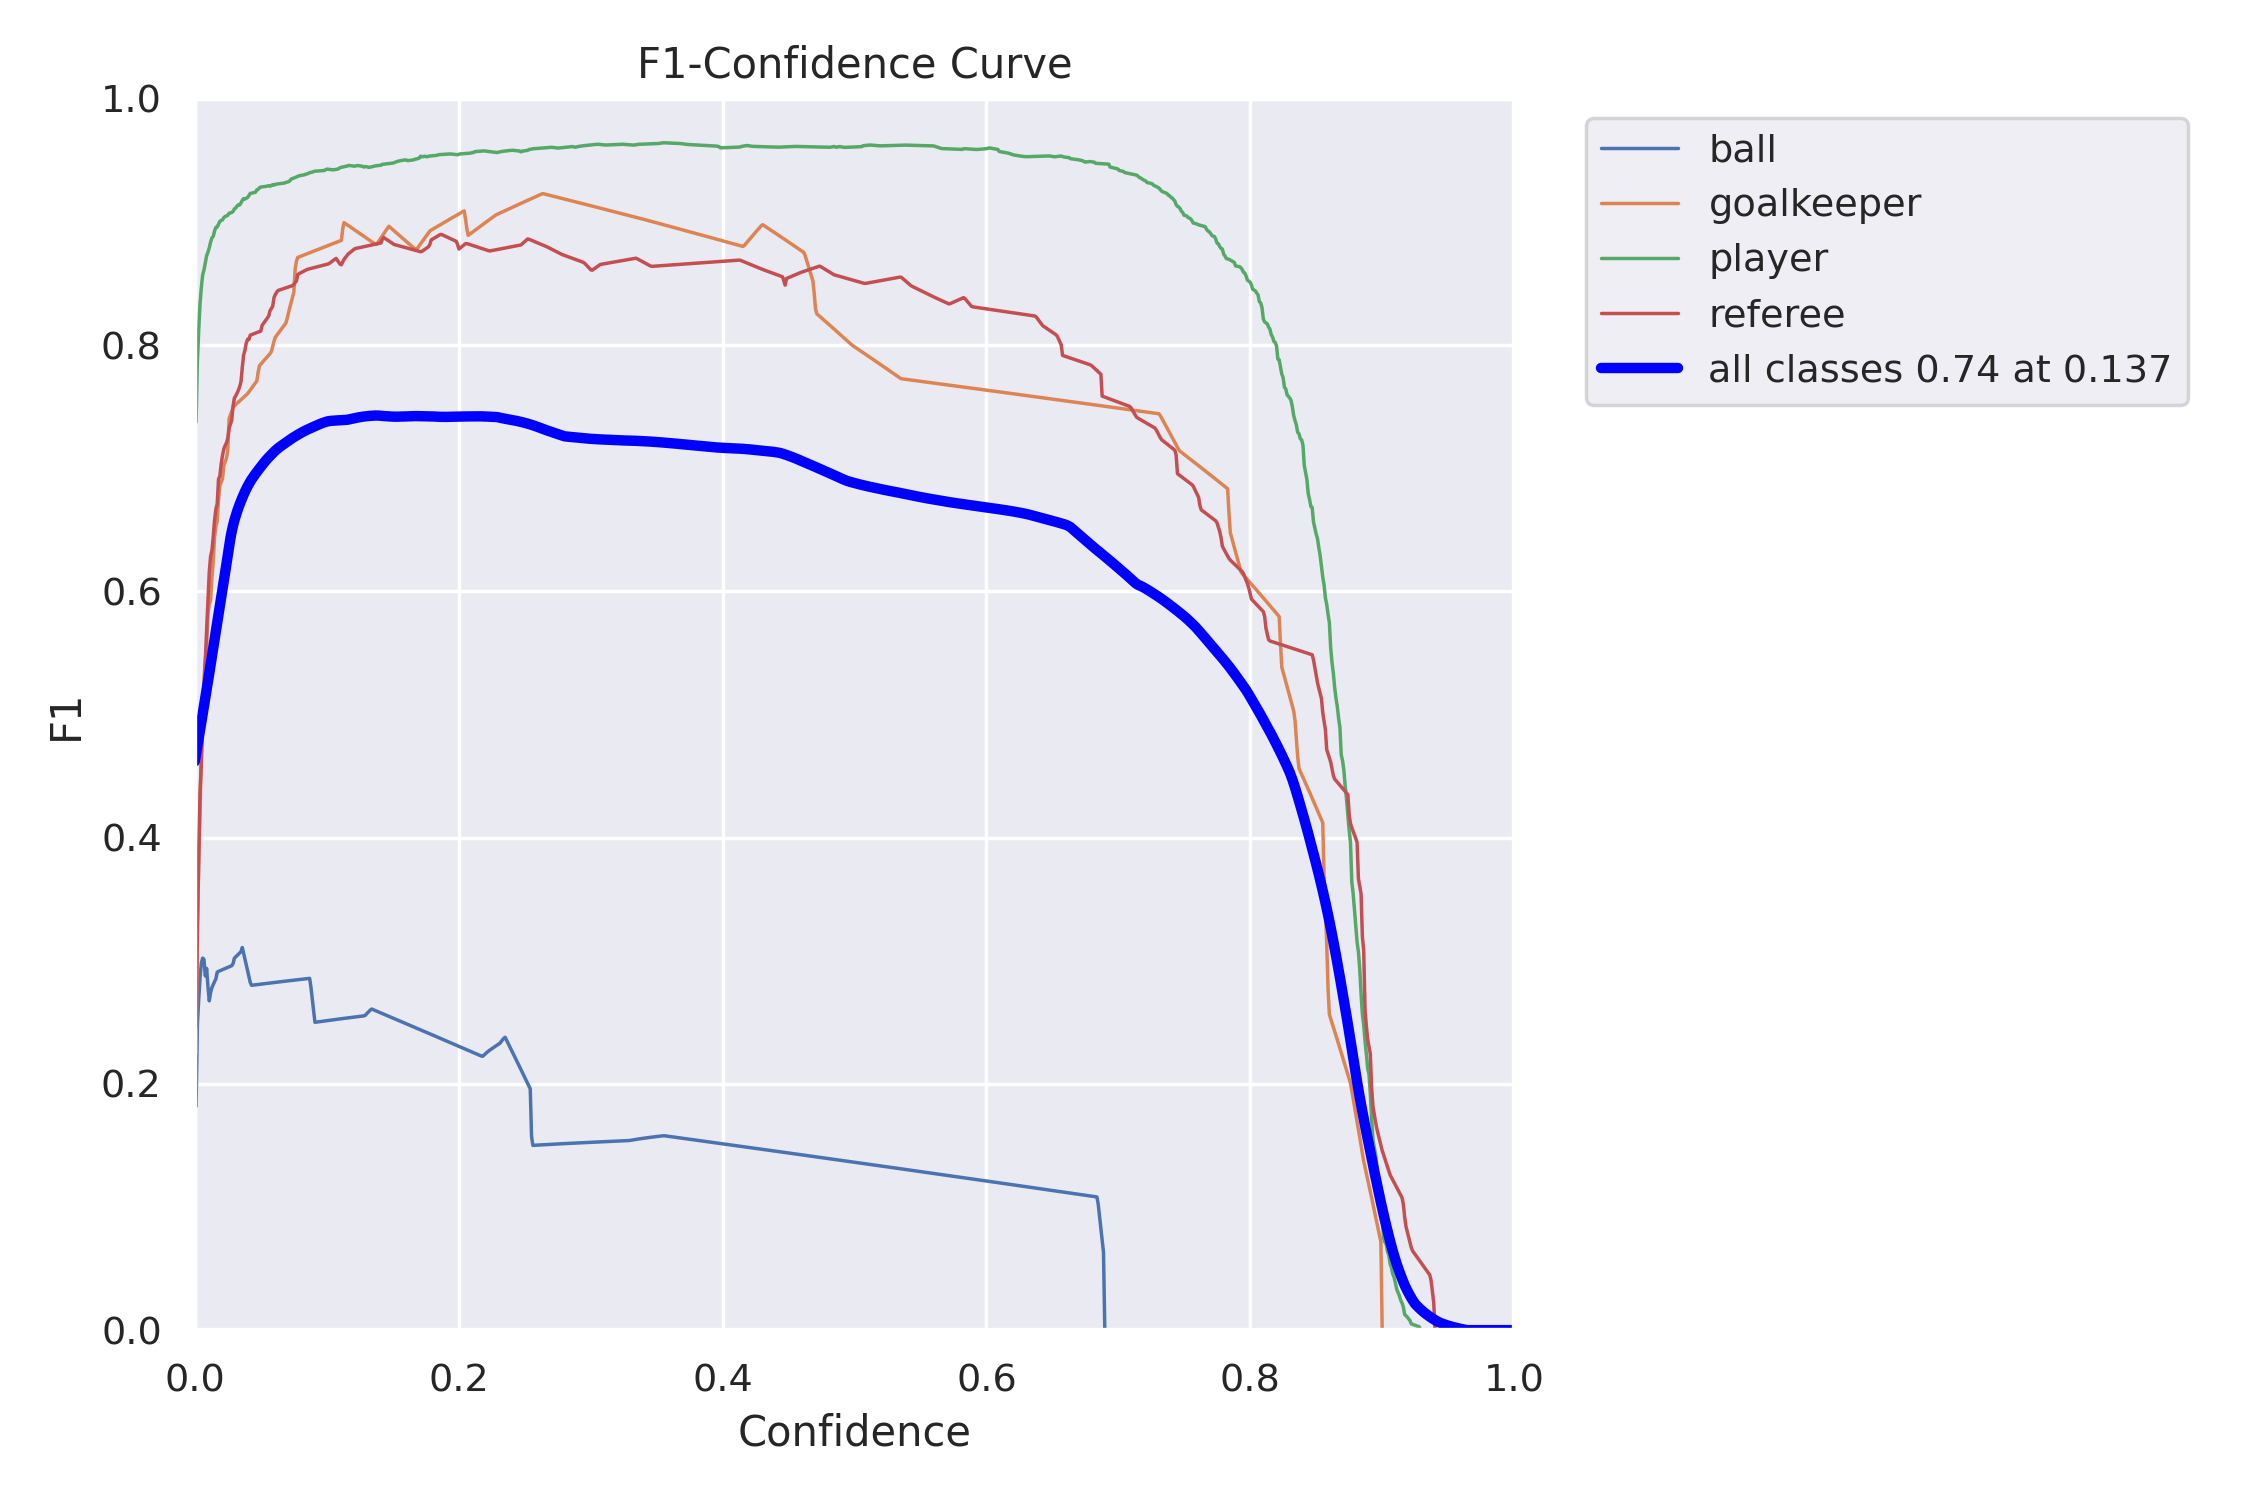 F1-Confidence Curve
1.0
0.8
0.6
0.4
0.2
0.0
F1
0.0 0.2 0.4 0.6 0.8 1.0
Confidence
ball
goalkeeper
player
referee
all classes 0.74 at 0.137